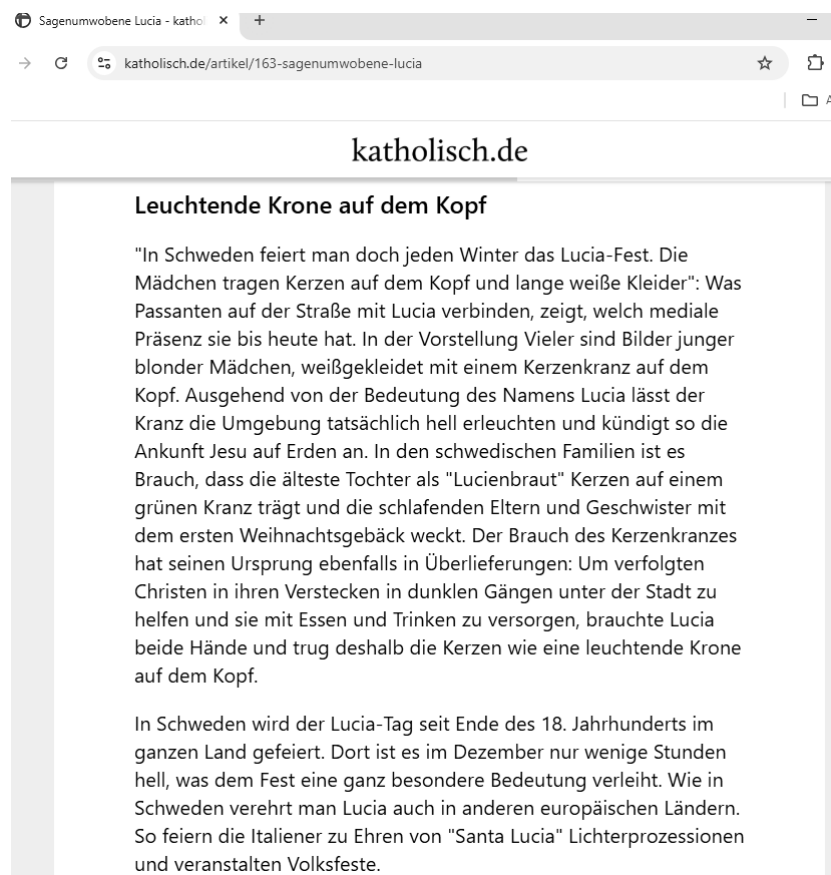 Sagenumwobene Lucia - kathol
katholisch.de/artikel/163-sagenumwobene-lucia
A
katholisch.de
Leuchtende Krone auf dem Kopf
"In Schweden feiert man doch jeden Winter das Lucia-Fest. Die
Mädchen tragen Kerzen auf dem Kopf und lange weiße Kleider": Was
Passanten auf der Straße mit Lucia verbinden, zeigt, welch mediale
Präsenz sie bis heute hat. In der Vorstellung Vieler sind Bilder junger
blonder Mädchen, weißgekleidet mit einem Kerzenkranz auf dem
Kopf. Ausgehend von der Bedeutung des Namens Lucia lässt der
Kranz die Umgebung tatsächlich hell erleuchten und kündigt so die
Ankunft Jesu auf Erden an. In den schwedischen Familien ist es
Brauch, dass die älteste Tochter als "Lucienbraut" Kerzen auf einem
grünen Kranz trägt und die schlafenden Eltern und Geschwister mit
dem ersten Weihnachtsgebäck weckt. Der Brauch des Kerzenkranzes
hat seinen Ursprung ebenfalls in Überlieferungen: Um verfolgten
Christen in ihren Verstecken in dunklen Gängen unter der Stadt zu
helfen und sie mit Essen und Trinken zu versorgen, brauchte Lucia
beide Hände und trug deshalb die Kerzen wie eine leuchtende Krone
auf dem Kopf.
In Schweden wird der Lucia-Tag seit Ende des 18. Jahrhunderts im
ganzen Land gefeiert. Dort ist es im Dezember nur wenige Stunden
hell, was dem Fest eine ganz besondere Bedeutung verleiht. Wie in
Schweden verehrt man Lucia auch in anderen europäischen Ländern.
So feiern die Italiener zu Ehren von "Santa Lucia" Lichterprozessionen
und veranstalten Volksfeste.